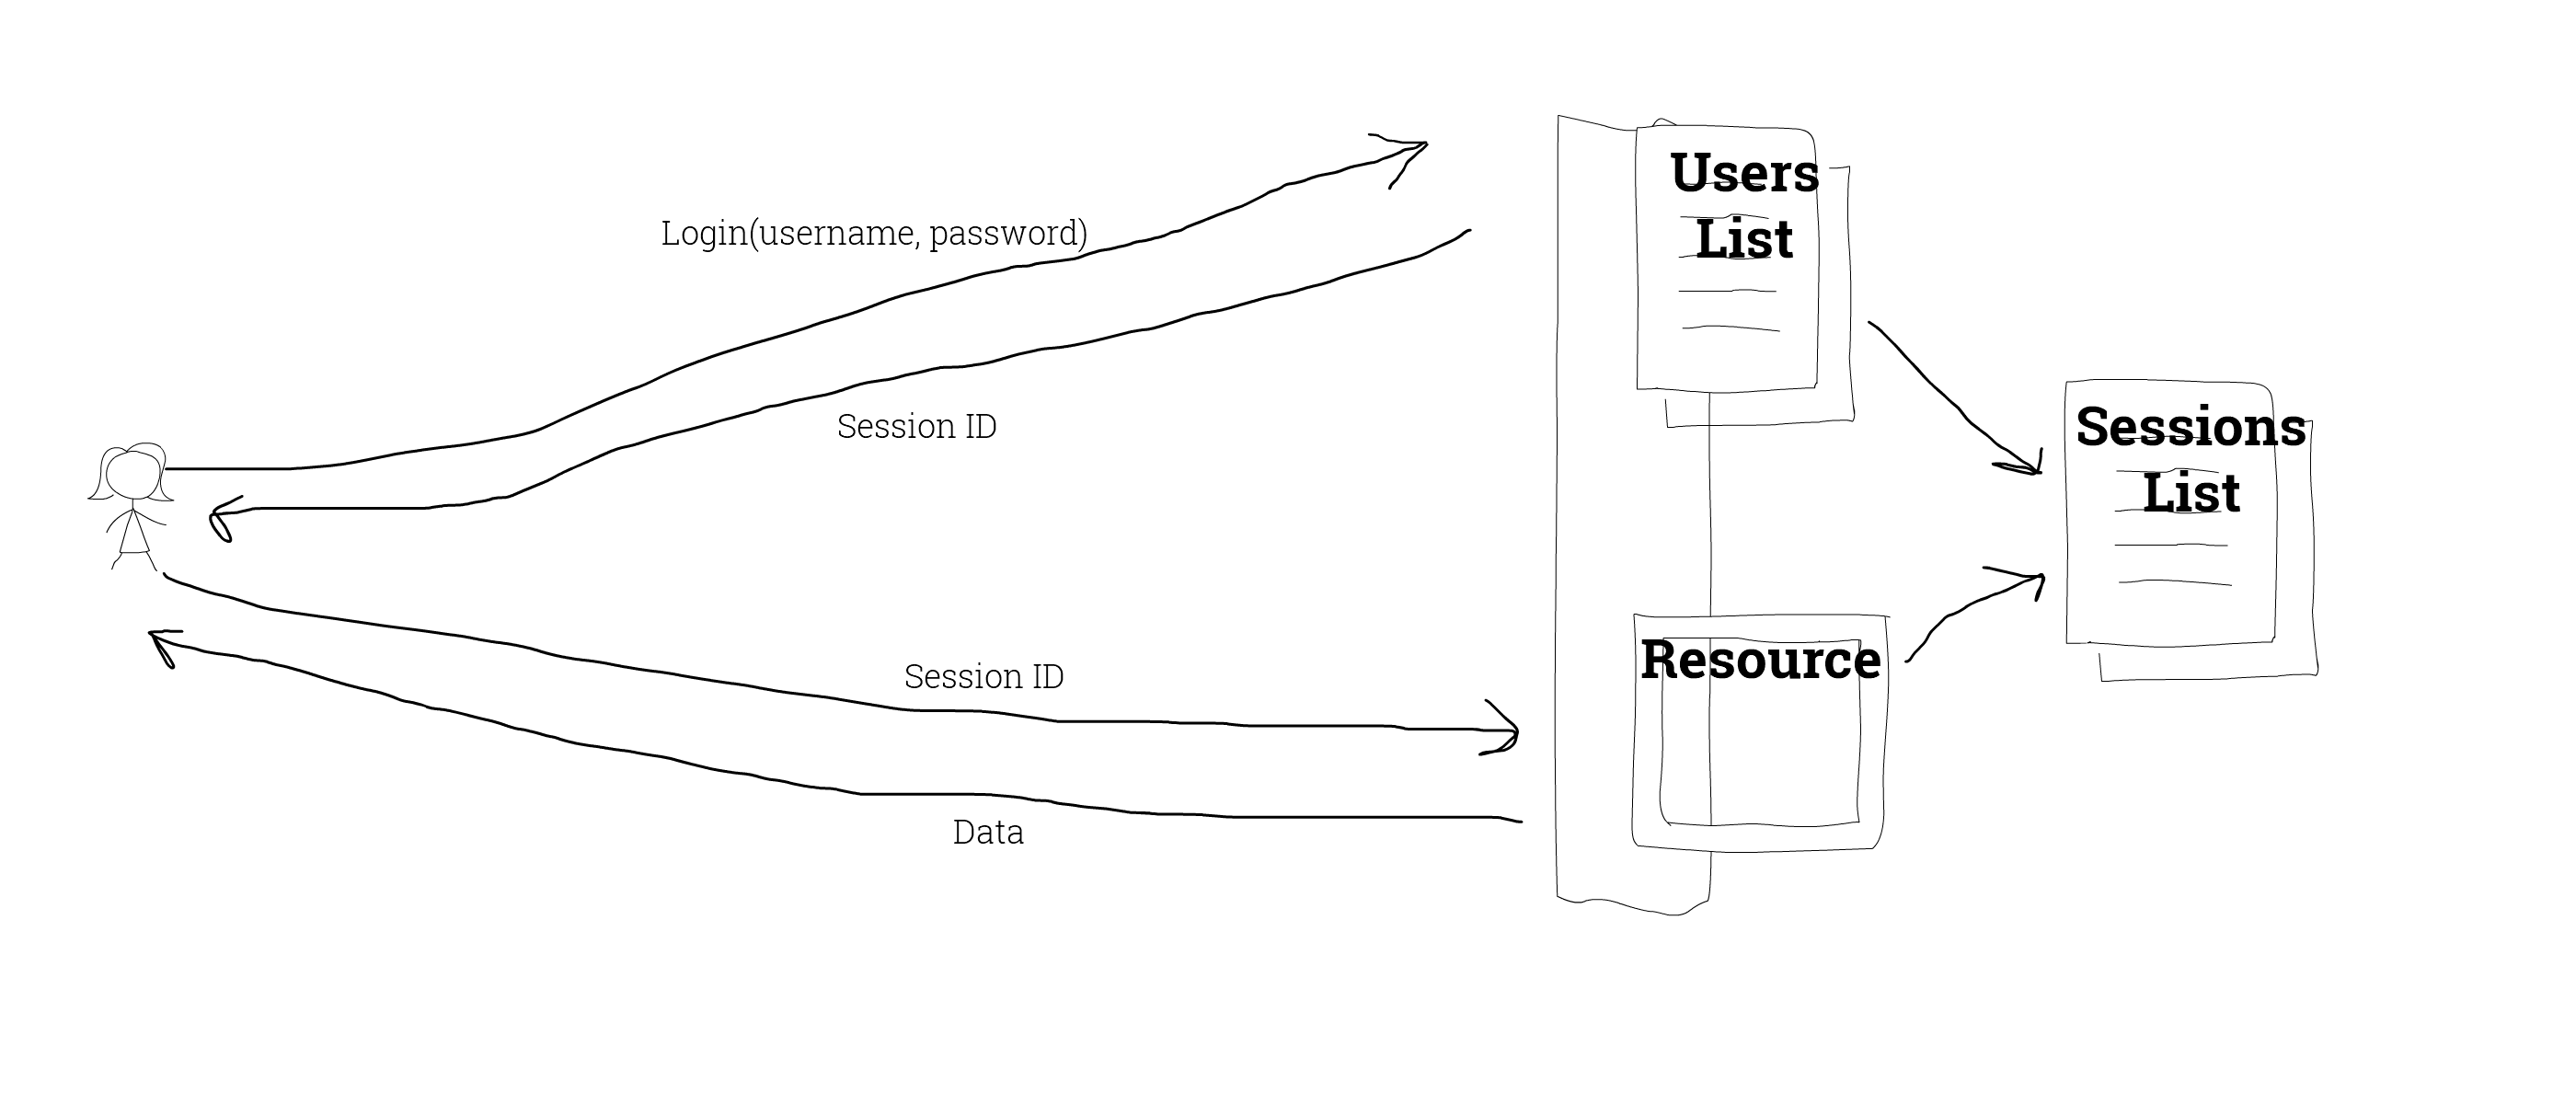 Login(username, password)
Session ID
Session ID
Data
Users
List
Resource
Sessions
List